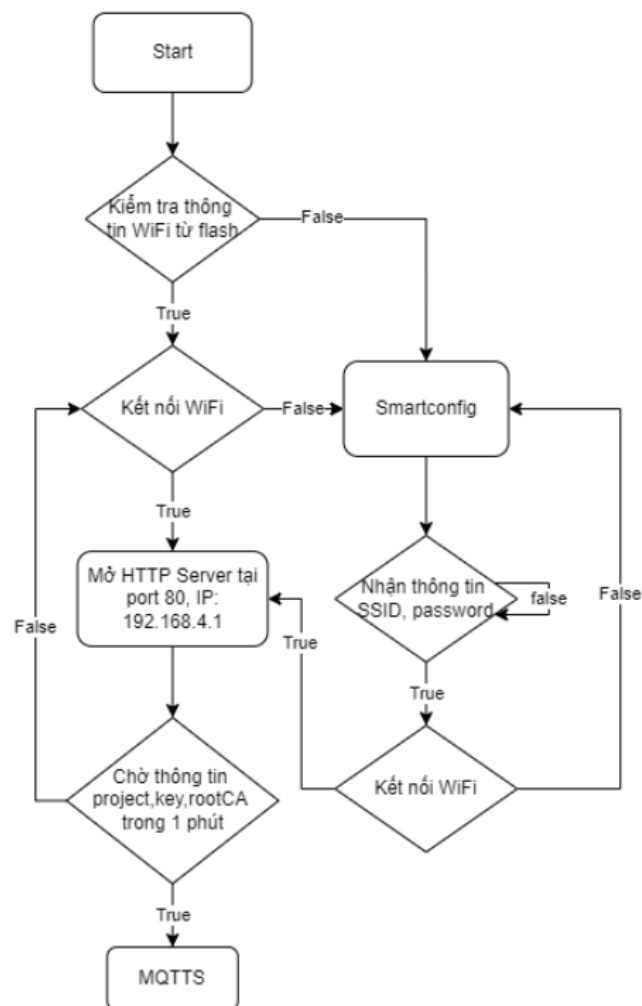 Start
Kiểm tra thông
tin WiFi từ flash
False
True
Kết nối WiFi
False
Smartconfig
True
Mở HTTP Server tại
port 80, IP:
192.168.4.1
Nhận thông tin
SSID, password
false
False
False
True
True
Chờ thông tin
project,key,rootCA
trong 1 phút
Kết nối WiFi
True
MQTTS